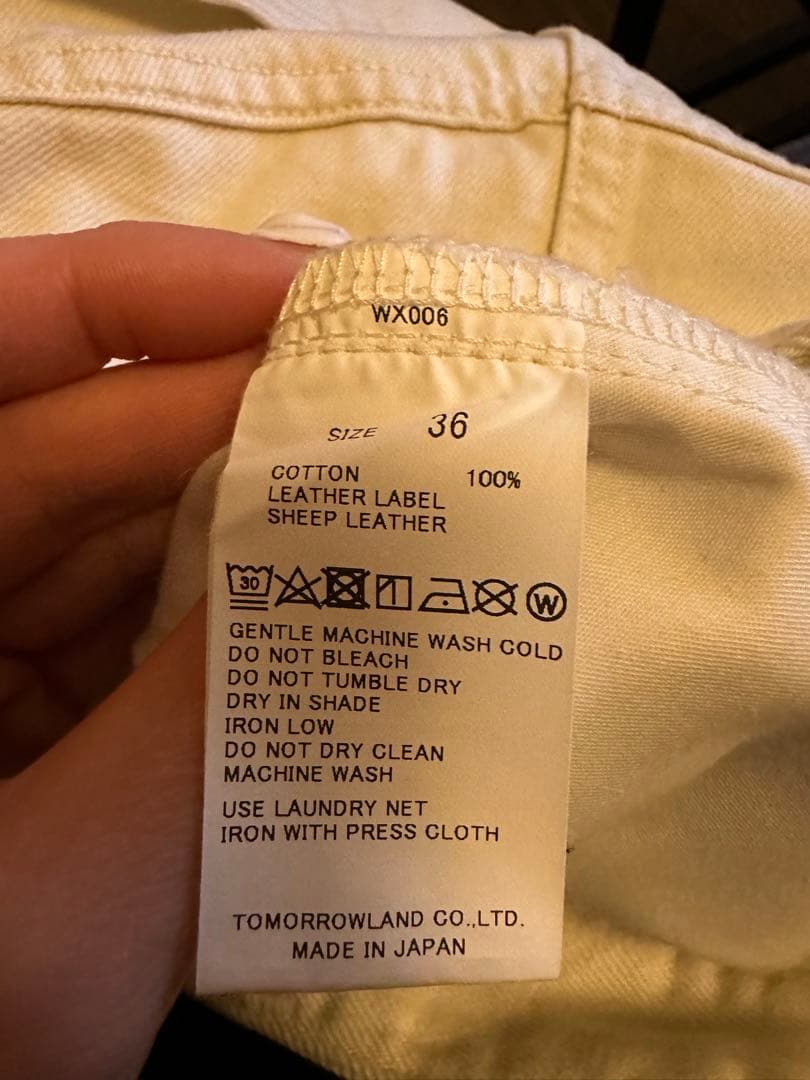 WX006
SIZE 36
COTTON 100%
LEATHER LABEL
SHEEP LEATHER
30 W
GENTLE MACHINE WASH COLD
DO NOT BLEACH
DO NOT TUMBLE DRY
DRY IN SHADE
IRON LOW
DO NOT DRY CLEAN
MACHINE WASH
USE LAUNDRY NET
IRON WITH PRESS CLOTH
TOMORROWLAND CO.,LTD.
MADE IN JAPAN